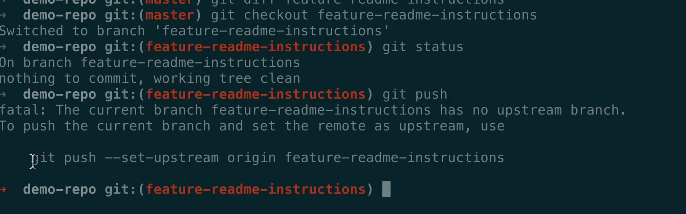 → demo-repo git:(master) git diff feature-readme-instructions
→ demo-repo git:(master) git checkout feature-readme-instructions
Switched to branch 'feature-readme-instructions'
→ demo-repo git:(feature-readme-instructions) git status
On branch feature-readme-instructions
nothing to commit, working tree clean
→ demo-repo git:(feature-readme-instructions) git push
fatal: The current branch feature-readme-instructions has no upstream branch.
To push the current branch and set the remote as upstream, use
git push --set-upstream origin feature-readme-instructions
→ demo-repo git:(feature-readme-instructions)